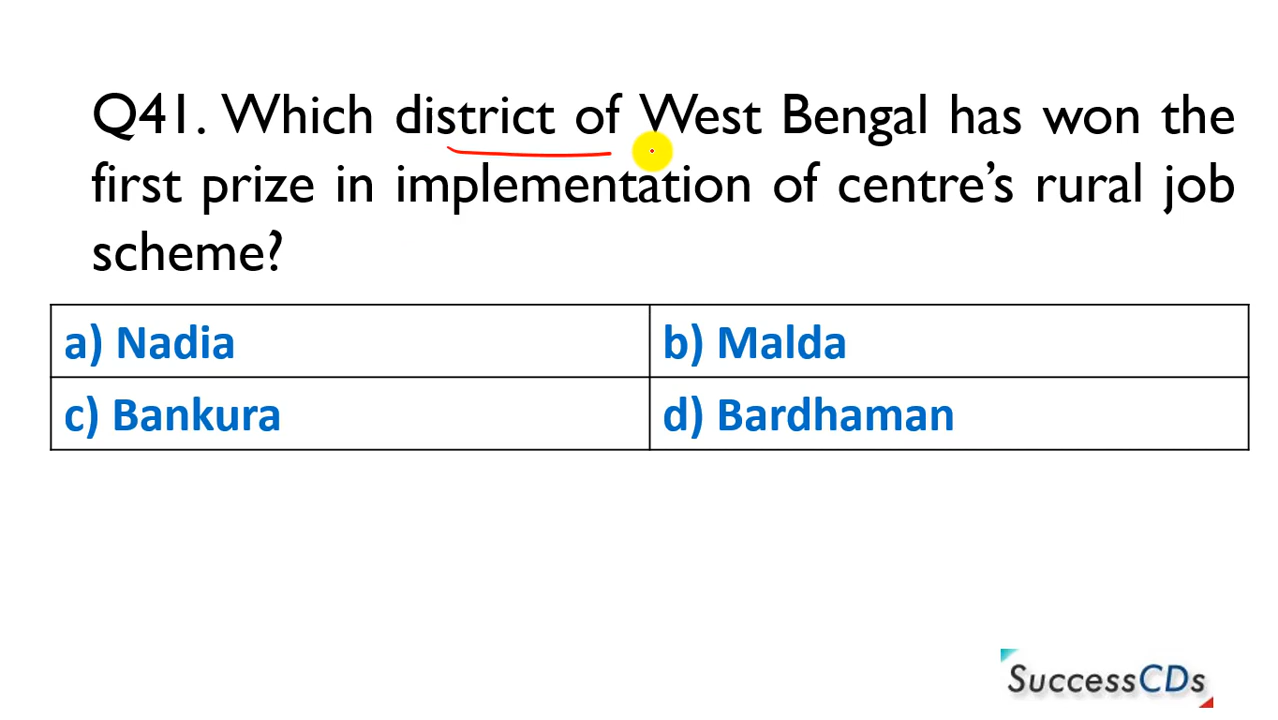 Q41. Which district of West Bengal has won the
first prize in implementation of centre's rural job
scheme?
a) Nadia
b) Malda
c) Bankura
d) Bardhaman
SuccessCDs